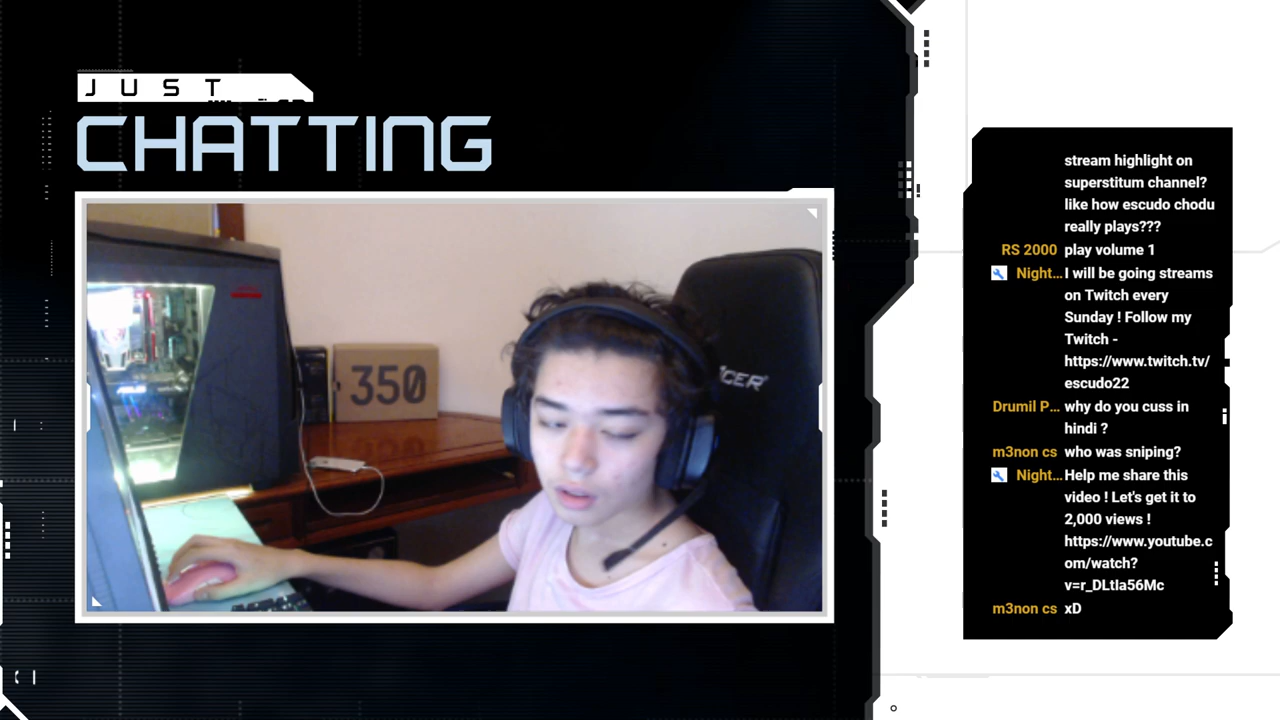 JUST
CHATTING
350
CER
stream highlight on
superstitum channel?
like how escudo chodu
really plays???
RS 2000 play volume 1
Night... I will be going streams
on Twitch every
Sunday ! Follow my
Twitch -
https://www.twitch.tv/
escudo22
Drumil P... why do you cuss in
hindi ?
m3non cs who was sniping?
Night... Help me share this
video ! Let's get it to
2,000 views !
https://www.youtube.c
om/watch?
v=r_DLtIa56Mc
m3non cs xD